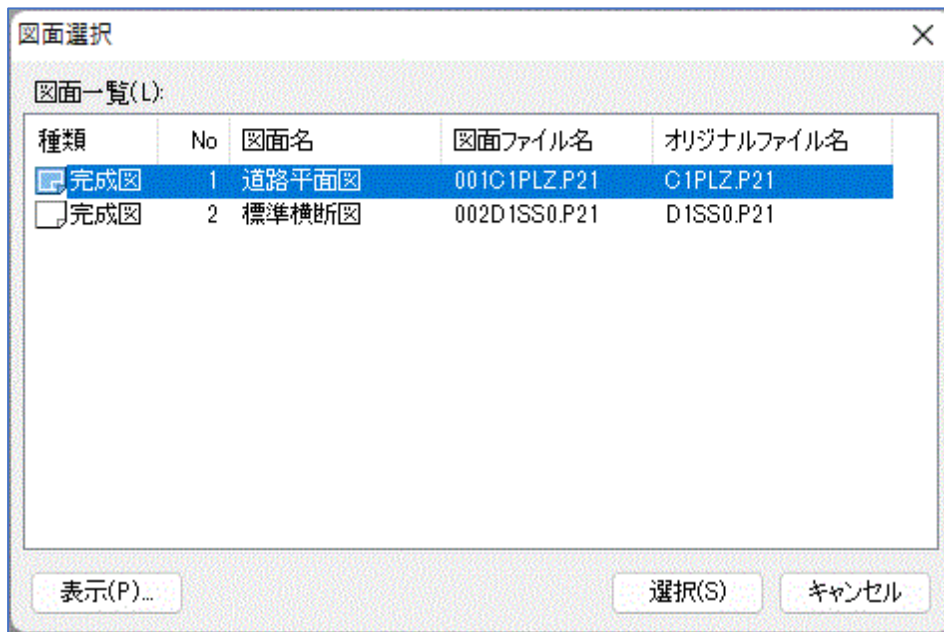 図面選択
図面一覧(L):
種類 No 図面名 図面ファイル名 オリジナルファイル名
完成図 1 道路平面図 001C1PLZ.P21 C1PLZ.P21
完成図 2 標準横断図 002D1SS0.P21 D1SS0.P21
表示(P)... 選択(S) キャンセル